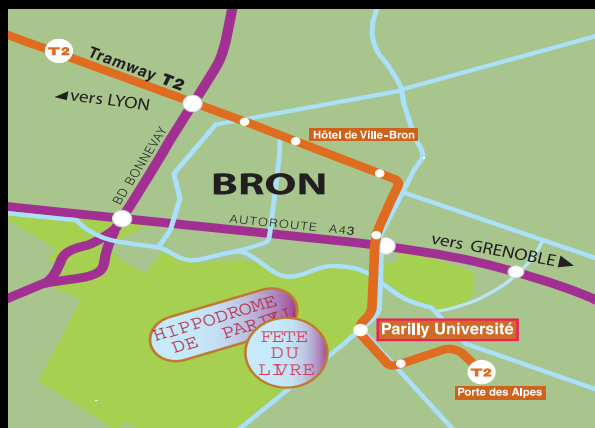 T2
Tramway T2
vers LYON
Hôtel de Ville-Bron
BD BONNEVAY
BRON
AUTOROUTE A43
vers GRENOBLE
HIPPODROME
DE PARILLY
FETE
DU
LIVRE
Parilly Université
T2
Porte des Alpes